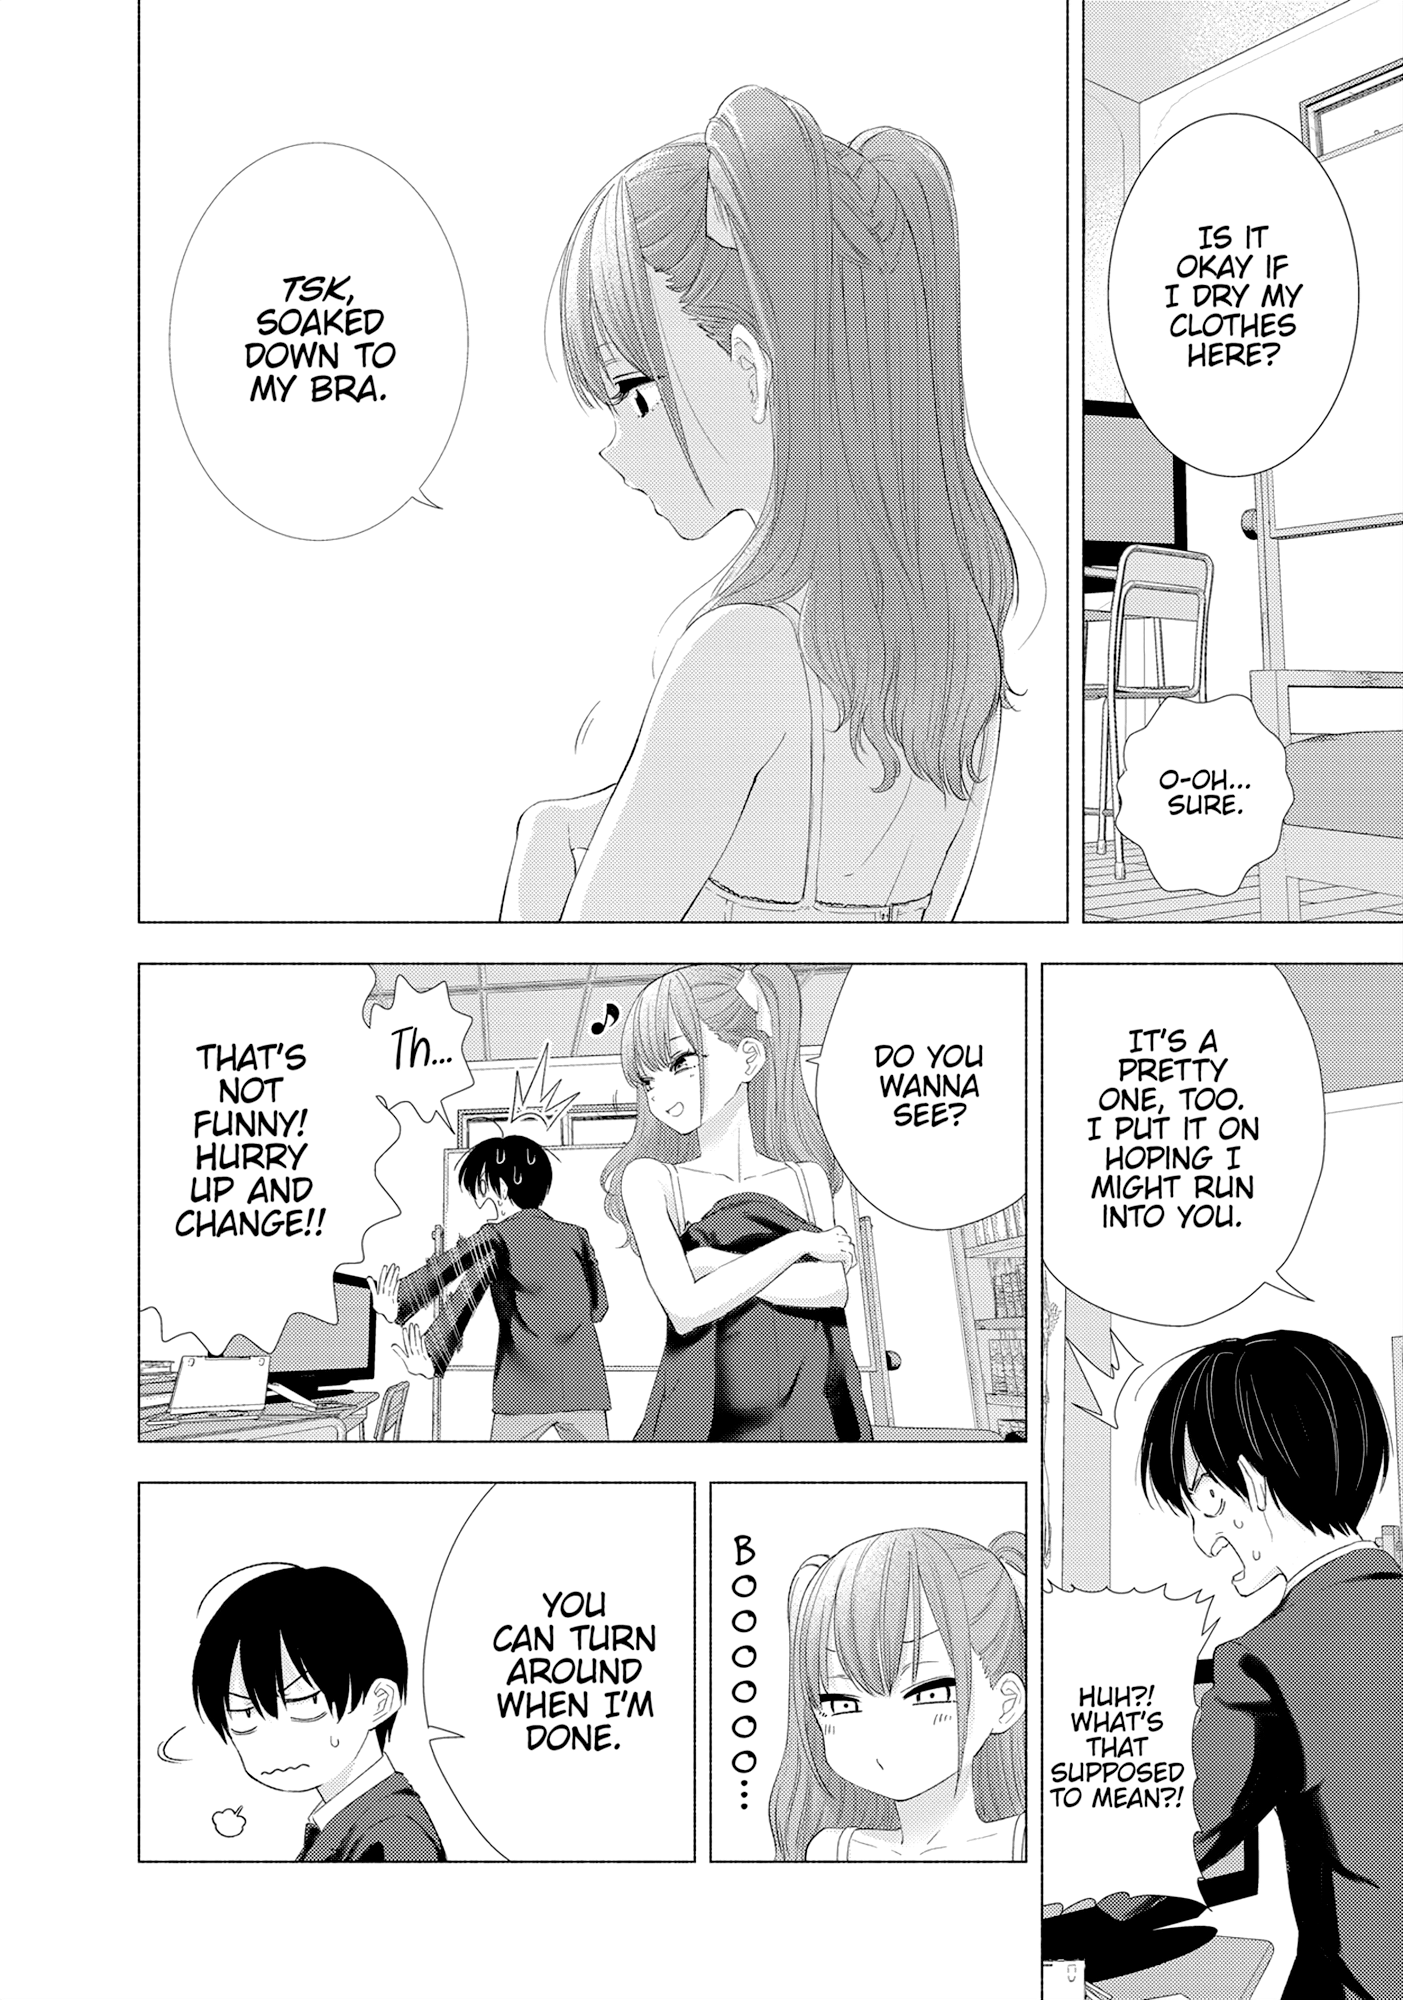 IS IT
OKAY IF
I DRY MY
CLOTHES
HERE?
O-OH...
SURE.
TSK,
SOAKED
DOWN TO
MY BRA.
IT'S A
PRETTY
ONE, TOO.
I PUT IT ON
HOPING I
MIGHT RUN
INTO YOU.
HUH?!
WHAT'S
THAT
SUPPOSED
TO MEAN?!
DO YOU
WANNA
SEE?
Th...
THAT'S
NOT
FUNNY!
HURRY
UP AND
CHANGE!!
BOOOOOO...
YOU
CAN TURN
AROUND
WHEN I'M
DONE.